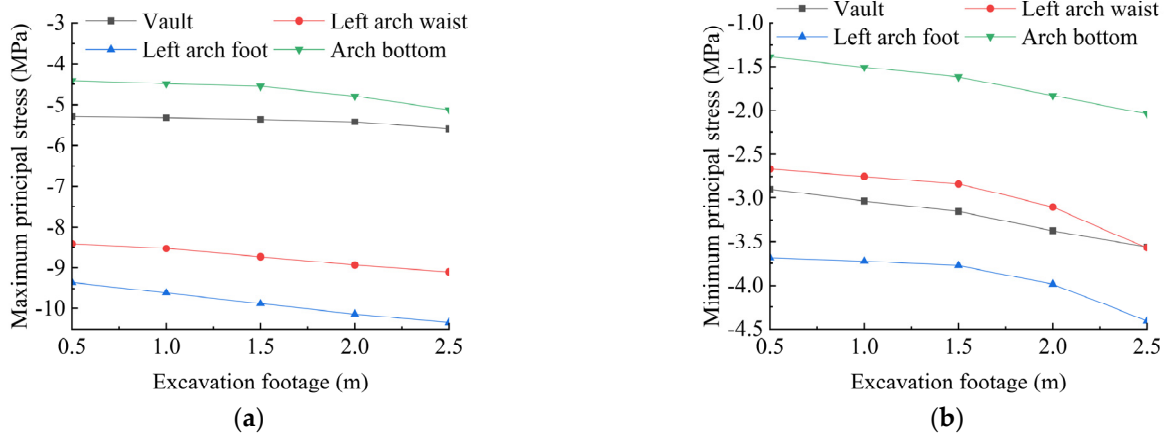 Vault
Left arch waist
Left arch foot
Arch bottom
Maximum principal stress (MPa)
-3
-4
-5
-6
-7
-8
-9
-10
0.5 1.0 1.5 2.0 2.5
Excavation footage (m)
(a)
Vault
Left arch waist
Left arch foot
Arch bottom
Minimum principal stress (MPa)
-1.0
-1.5
-2.0
-2.5
-3.0
-3.5
-4.0
-4.5
0.5 1.0 1.5 2.0 2.5
Excavation footage (m)
(b)